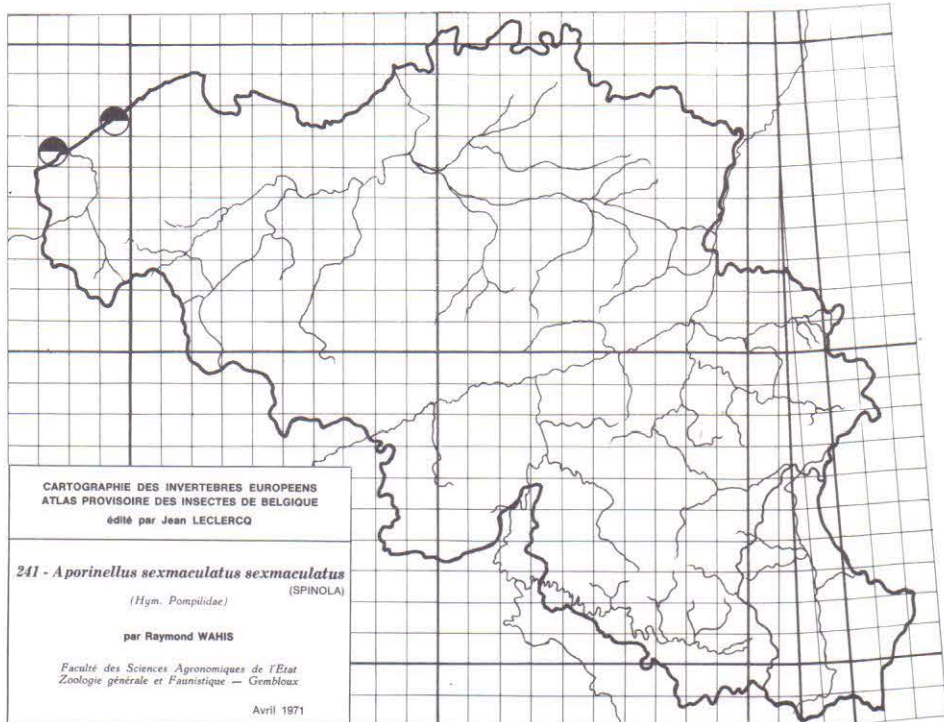 CARTOGRAPHIE DES INVERTEBRES EUROPEENS
ATLAS PROVISOIRE DES INSECTES DE BELGIQUE
édité par Jean LECLERCQ
241 - Aporinellus sexmaculatus sexmaculatus
(SPINOLA)
(Hym. Pompilidae)
par Raymond WAHIS
Faculté des Sciences Agronomiques de l'Etat
Zoologie générale et Faunistique — Gembloux
Avril 1971